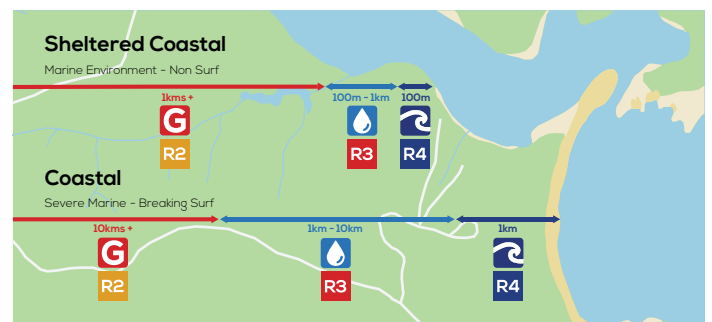 Sheltered Coastal
Marine Environment - Non Surf
1kms + 100m - 1km 100m
G
R2 R3 R4
Coastal
Severe Marine - Breaking Surf
10kms + 1km - 10km 1km
G
R2 R3 R4